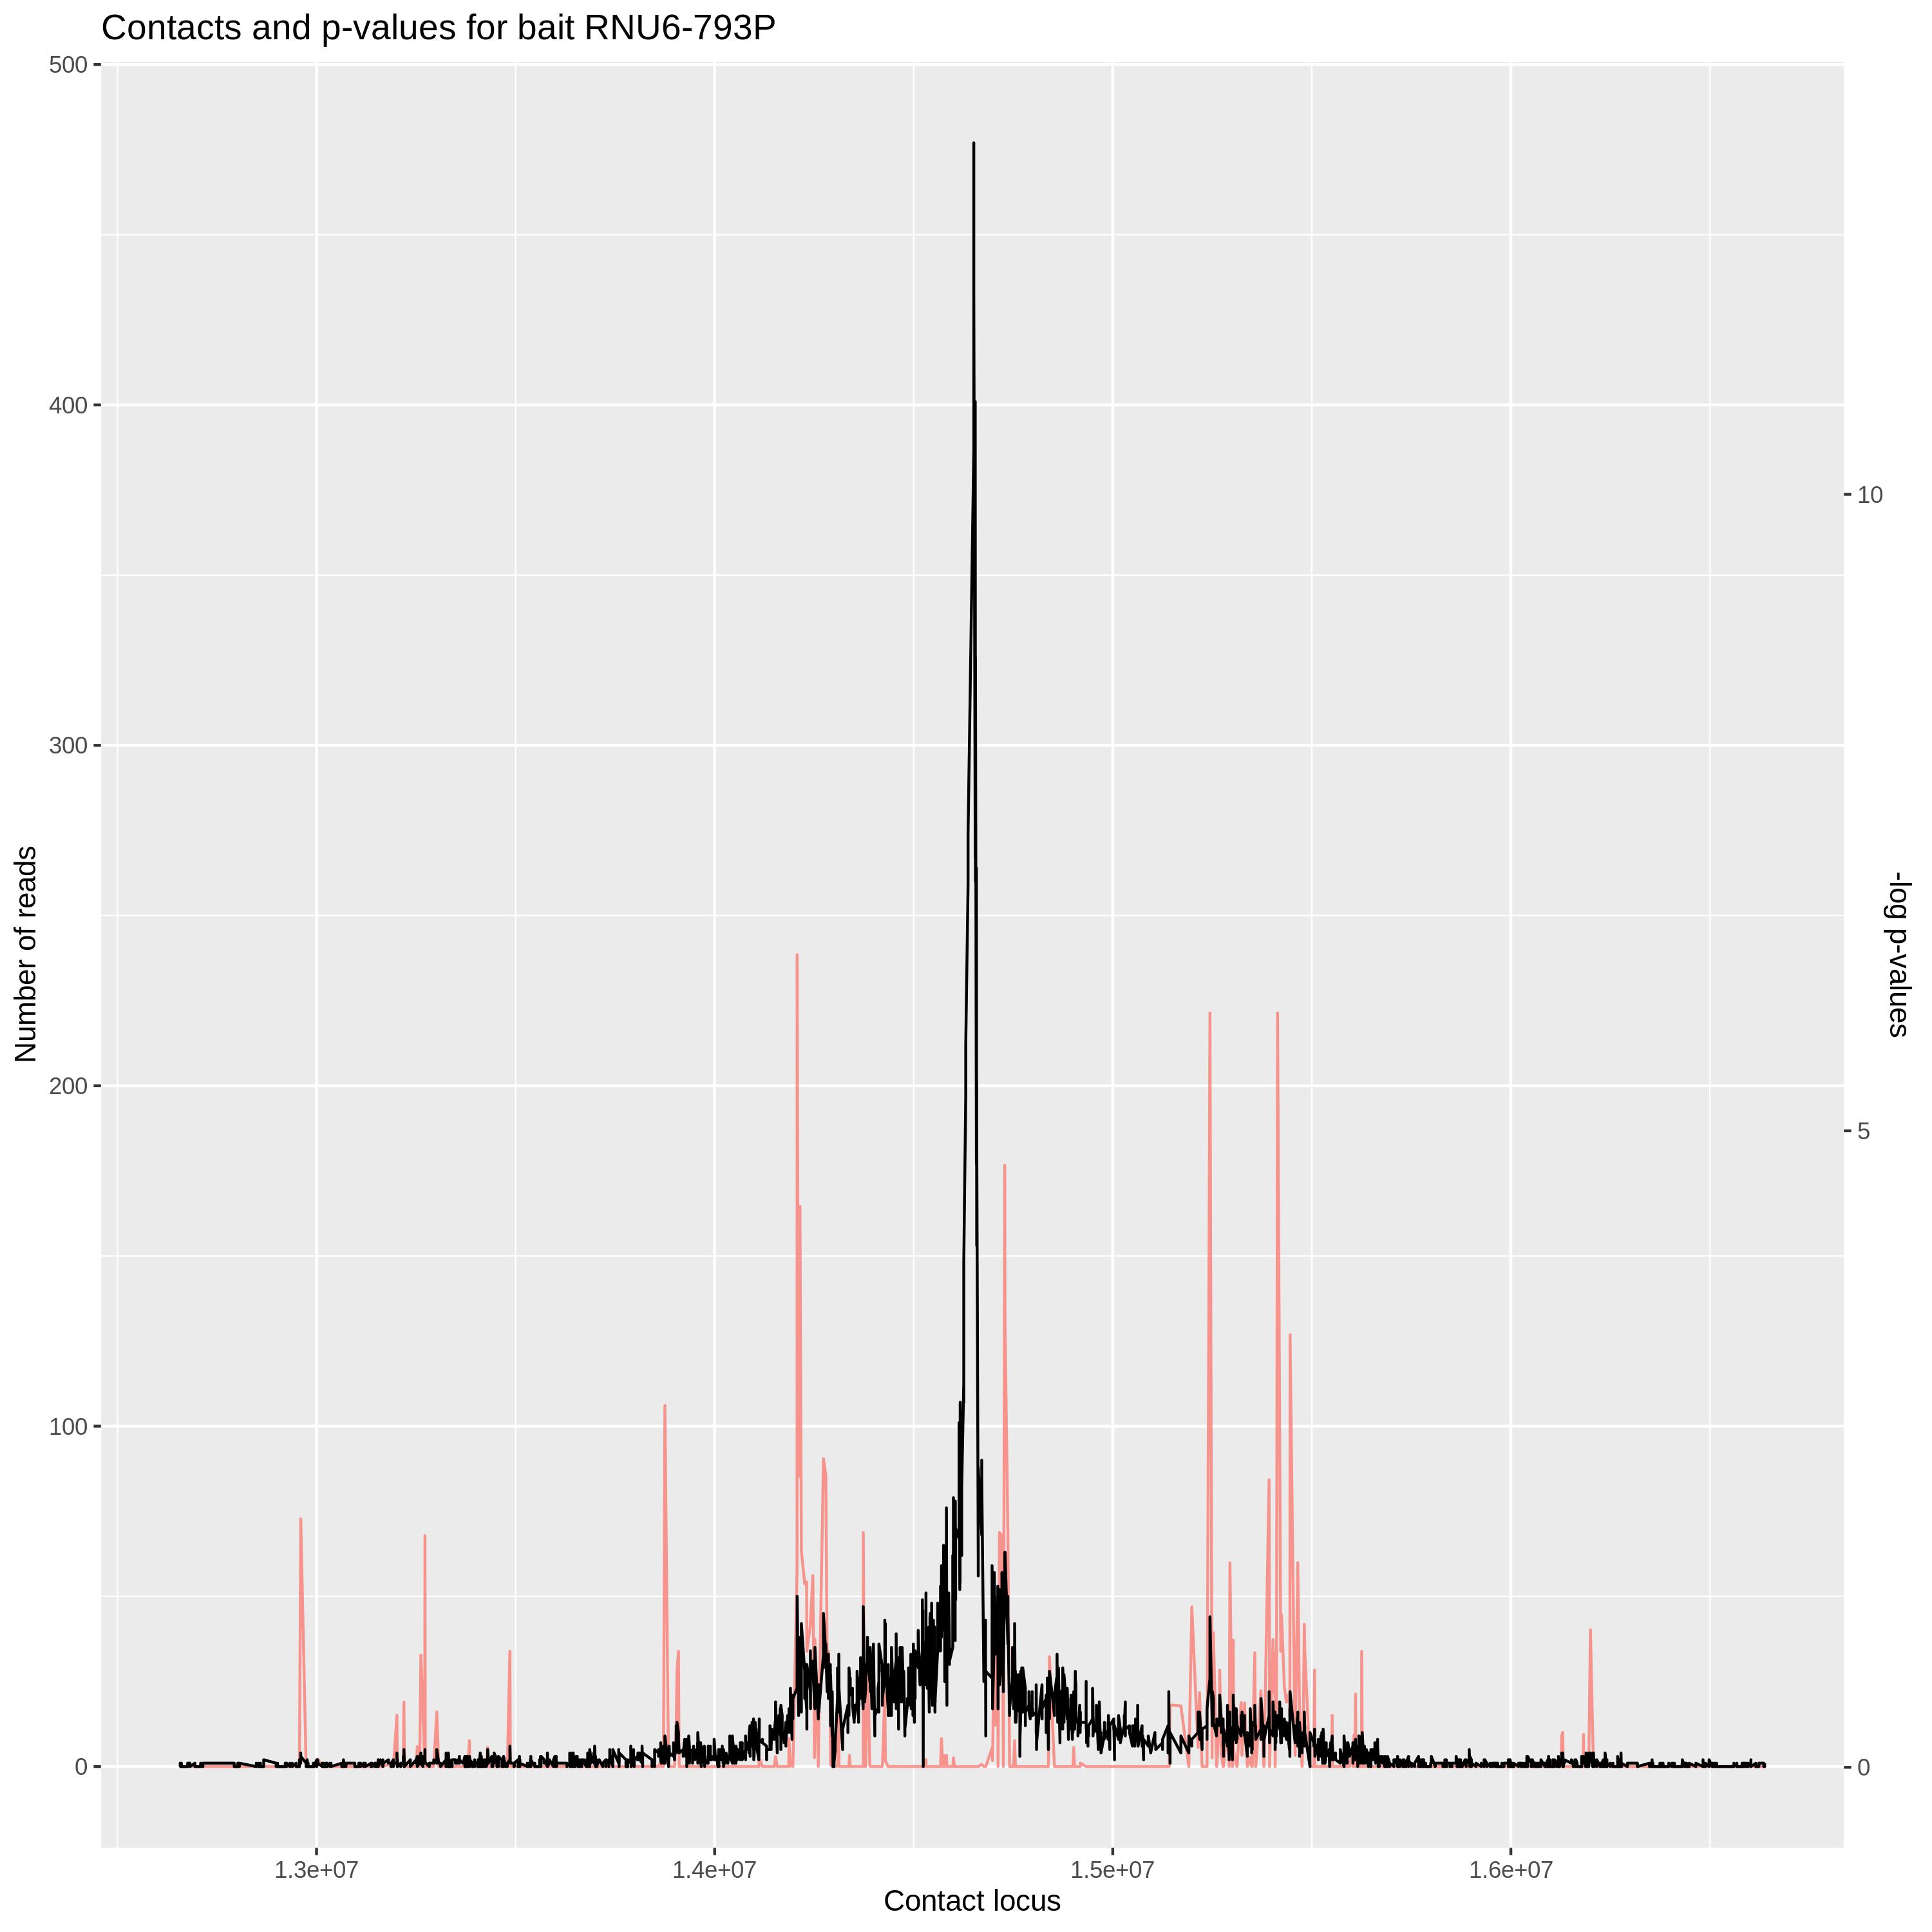 Contacts and p-values for bait RNU6-793P
500
400
300
200
100
0
Number of reads
10
5
0
-log p-values
1.3e+07
1.4e+07
1.5e+07
1.6e+07
Contact locus